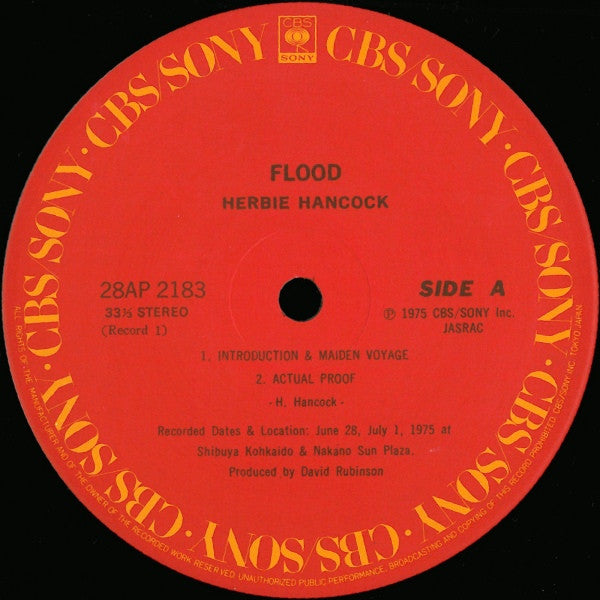 CBS
SONY
CBS/SONY · CBS/SONY · CBS/SONY · CBS/SONY · CBS/SONY · CBS/SONY · CBS/SONY · CBS/SONY
FLOOD
HERBIE HANCOCK
28AP 2183
33⅓ STEREO
(Record 1)
SIDE A
Ⓟ 1975 CBS/SONY Inc.
JASRAC
1. INTRODUCTION & MAIDEN VOYAGE
2. ACTUAL PROOF
- H. Hancock -
Recorded Dates & Location: June 28, July 1, 1975 at
Shibuya Kohkaido & Nakano Sun Plaza.
Produced by David Rubinson
ALL RIGHTS OF THE MANUFACTURER AND OF THE OWNER OF THE RECORDED WORK RESERVED. UNAUTHORIZED PUBLIC PERFORMANCE, BROADCASTING AND COPYING OF THIS RECORD PROHIBITED. CBS/SONY INC. TOKYO JAPAN